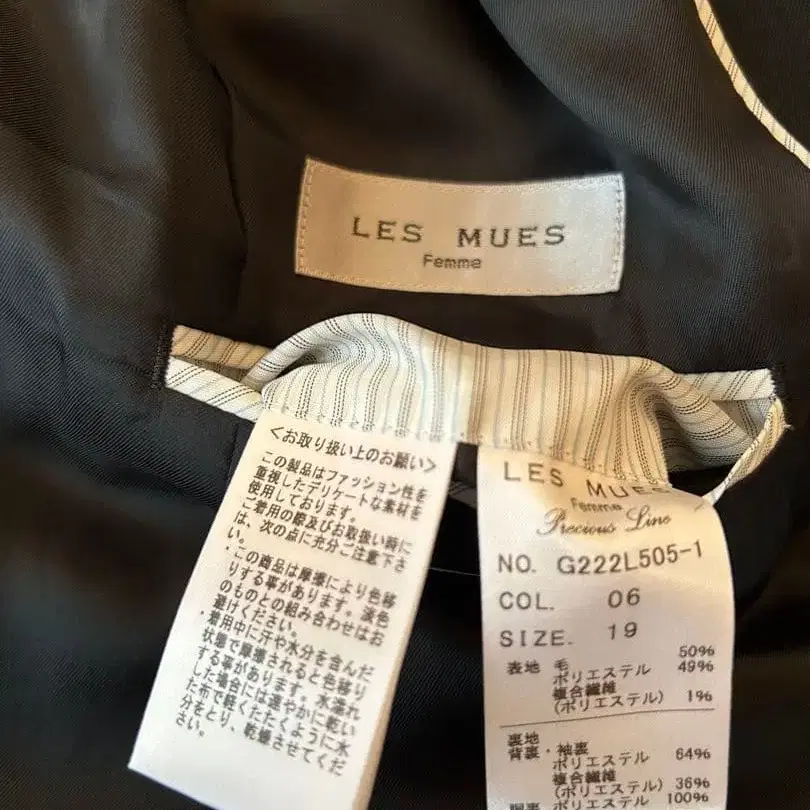 LES MUES
Femme
<お取り扱い上のお願い>
この製品はファッション性を
重視したデリケートな素材を
使用しております。
ご着用の際及びお取扱い時に
は、次の点に充分ご注意下さ
い。
・この商品は摩擦により色移
りする事があります。淡色
のものとの組み合わせはお
避けください。
・着用中に汗や水分を含んだ
状態で摩擦されると色移り
する事があります。水濡れ
した場合には速やかに乾い
た布で軽くたたくように水
分をとり、乾燥させてくだ
さい。
LES MUES
Femme
Precious Line
NO. G222L505-1
COL. 06
SIZE. 19
表地 毛 50%
ポリエステル 49%
複合繊維
(ポリエステル) 1%
裏地
背裏・袖裏
ポリエステル 64%
複合繊維
(ポリエステル) 36%
胴裏 ポリエステル 100%